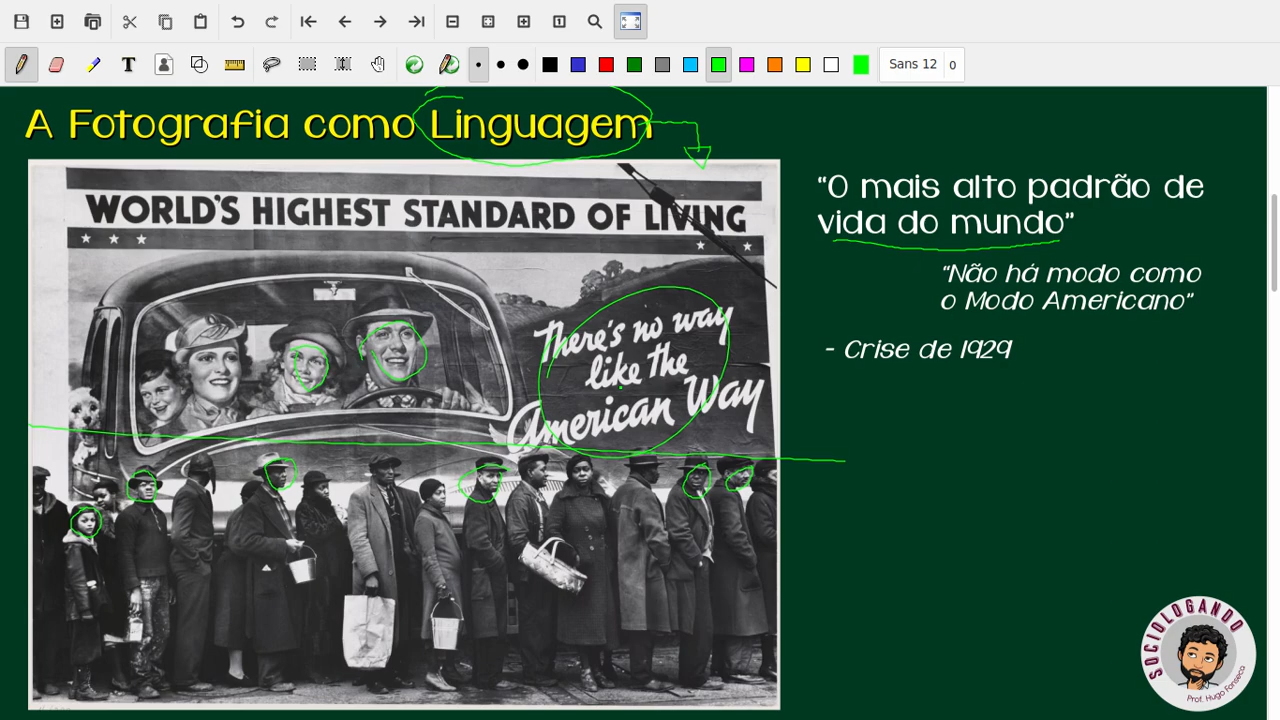 Sans 12
0
A Fotografia como Linguagem
WORLD'S HIGHEST STANDARD OF LIVING
There's no way
like the
American Way
"O mais alto padrão de
vida do mundo"
"Não há modo como
o Modo Americano"
- Crise de 1929
SOCIOLOGANDO
Prof. Hugo Fonseca